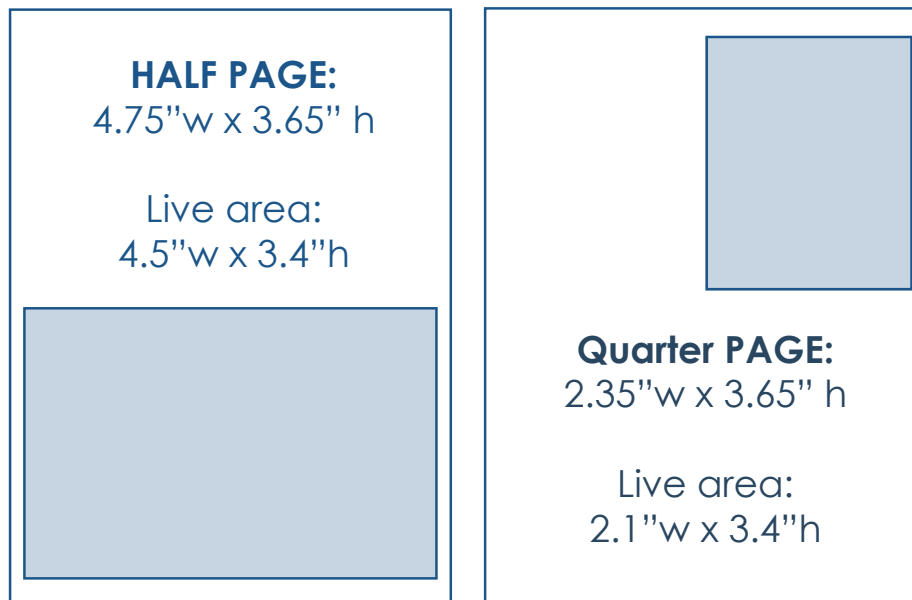 HALF PAGE:
4.75”w x 3.65” h
Live area:
4.5”w x 3.4”h
Quarter PAGE:
2.35”w x 3.65” h
Live area:
2.1”w x 3.4”h